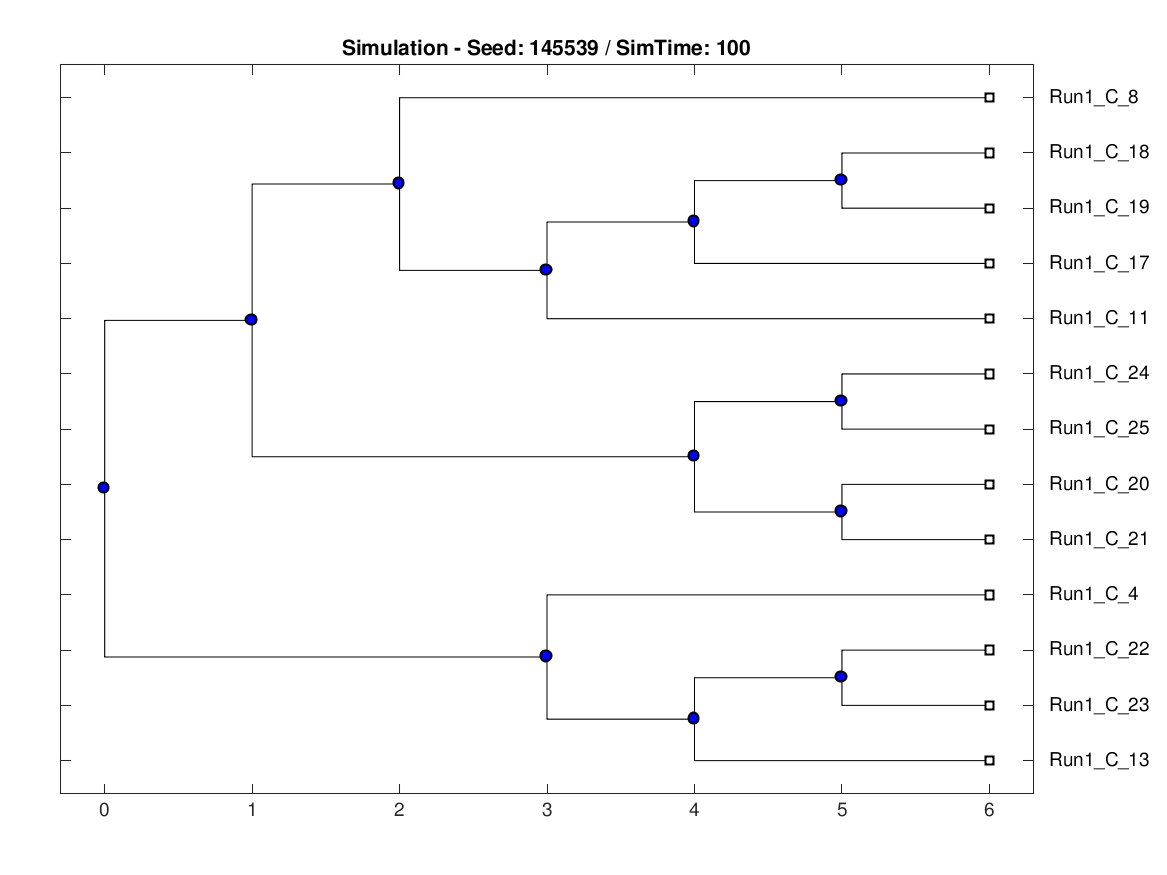 Simulation - Seed: 145539 / SimTime: 100
Run1_C_8
Run1_C_18
Run1_C_19
Run1_C_17
Run1_C_11
Run1_C_24
Run1_C_25
Run1_C_20
Run1_C_21
Run1_C_4
Run1_C_22
Run1_C_23
Run1_C_13
0 1 2 3 4 5 6